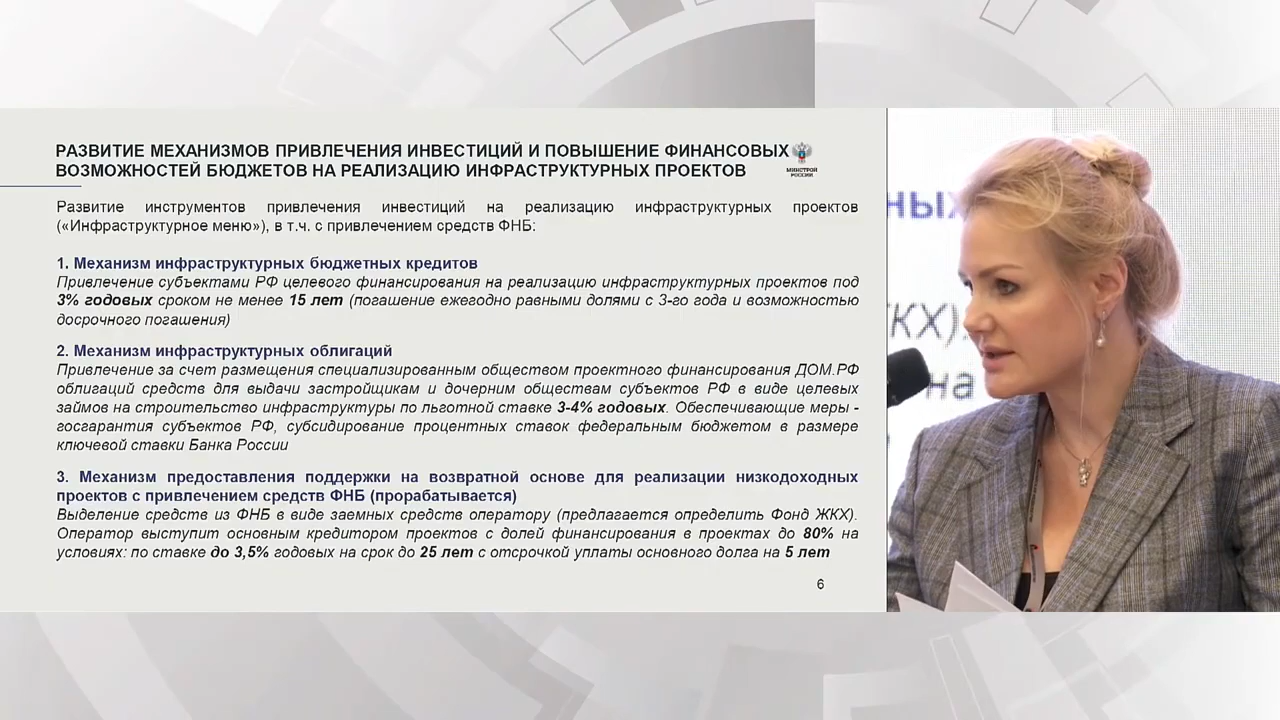 РАЗВИТИЕ МЕХАНИЗМОВ ПРИВЛЕЧЕНИЯ ИНВЕСТИЦИЙ И ПОВЫШЕНИЕ ФИНАНСОВЫХ
ВОЗМОЖНОСТЕЙ БЮДЖЕТОВ НА РЕАЛИЗАЦИЮ ИНФРАСТРУКТУРНЫХ ПРОЕКТОВ
МИНСТРОЙ
РОССИИ
Развитие инструментов привлечения инвестиций на реализацию инфраструктурных проектов
(«Инфраструктурное меню»), в т.ч. с привлечением средств ФНБ:
1. Механизм инфраструктурных бюджетных кредитов
Привлечение субъектами РФ целевого финансирования на реализацию инфраструктурных проектов под
3% годовых сроком не менее 15 лет (погашение ежегодно равными долями с 3-го года и возможностью
досрочного погашения)
2. Механизм инфраструктурных облигаций
Привлечение за счет размещения специализированным обществом проектного финансирования ДОМ.РФ
облигаций средств для выдачи застройщикам и дочерним обществам субъектов РФ в виде целевых
займов на строительство инфраструктуры по льготной ставке 3-4% годовых. Обеспечивающие меры -
госгарантия субъектов РФ, субсидирование процентных ставок федеральным бюджетом в размере
ключевой ставки Банка России
3. Механизм предоставления поддержки на возвратной основе для реализации низкодоходных
проектов с привлечением средств ФНБ (прорабатывается)
Выделение средств из ФНБ в виде заемных средств оператору (предлагается определить Фонд ЖКХ).
Оператор выступит основным кредитором проектов с долей финансирования в проектах до 80% на
условиях: по ставке до 3,5% годовых на срок до 25 лет с отсрочкой уплаты основного долга на 5 лет
6
ных
КХ).
на